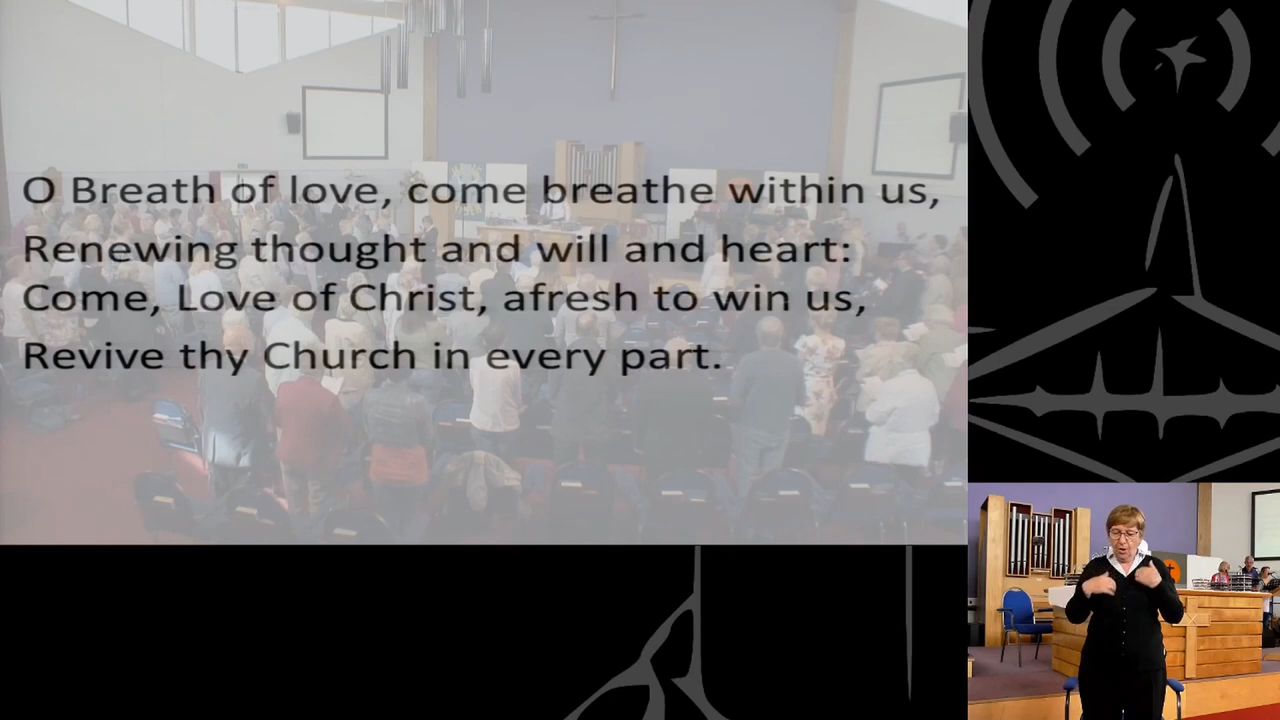 O Breath of love, come breathe within us,
Renewing thought and will and heart:
Come, Love of Christ, afresh to win us,
Revive thy Church in every part.